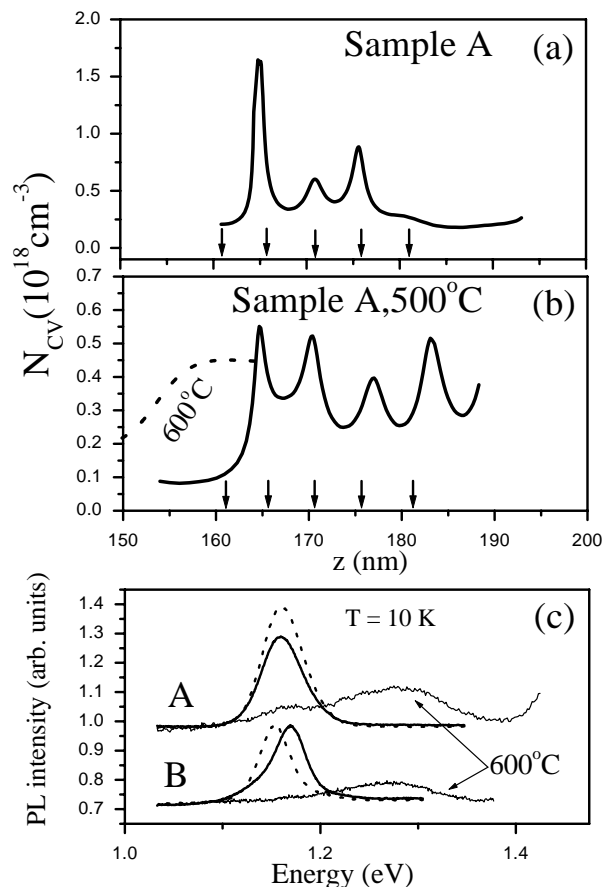 Sample A (a)
2.0
1.5
1.0
0.5
0.0
N_CV(10^18 cm^-3)
Sample A,500°C (b)
0.7
0.6
0.5
0.4
0.3
0.2
0.1
0.0
600°C
150 160 170 180 190 200
z (nm)
PL intensity (arb. units)
1.4
1.3
1.2
1.1
1.0
0.9
0.8
0.7
T = 10 K (c)
A
B
600°C
1.0 1.2 1.4
Energy (eV)